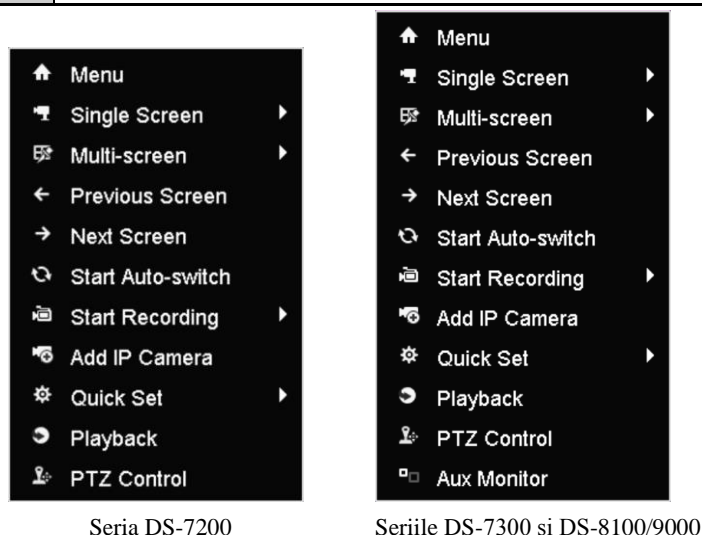 Menu
Single Screen
Multi-screen
Previous Screen
Next Screen
Start Auto-switch
Start Recording
Add IP Camera
Quick Set
Playback
PTZ Control
Seria DS-7200
Menu
Single Screen
Multi-screen
Previous Screen
Next Screen
Start Auto-switch
Start Recording
Add IP Camera
Quick Set
Playback
PTZ Control
Aux Monitor
Seriile DS-7300 si DS-8100/9000